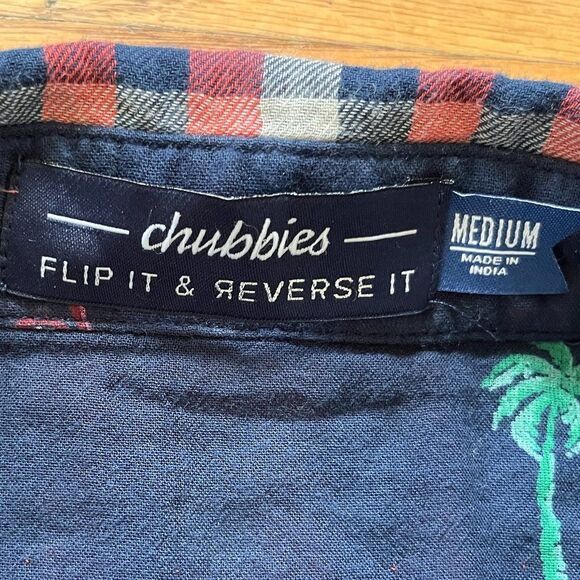 chubbies
FLIP IT & ЯEVERSE IT
MEDIUM
MADE IN
INDIA